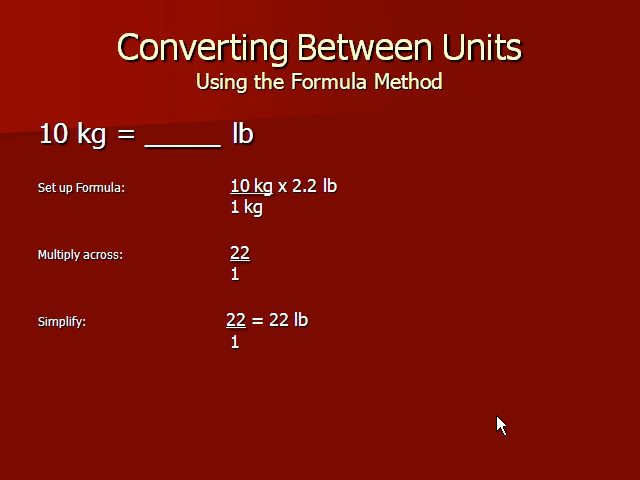 Converting Between Units
Using the Formula Method
10 kg = _____ lb
Set up Formula: 10 kg x 2.2 lb
1 kg
Multiply across: 22
1
Simplify: 22 = 22 lb
1